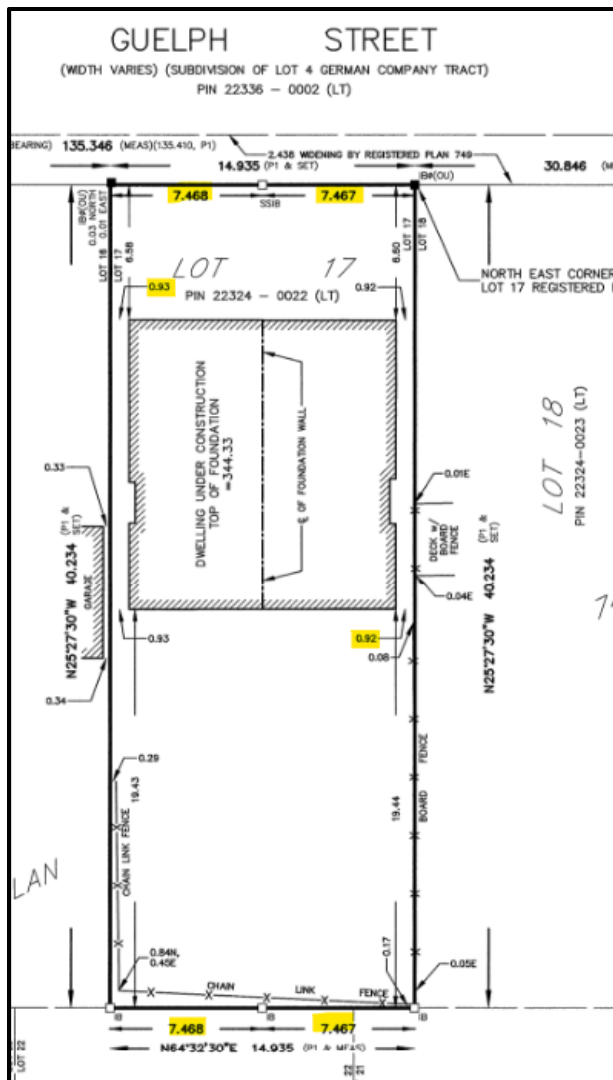 GUELPH STREET
(WIDTH VARIES) (SUBDIVISION OF LOT 4 GERMAN COMPANY TRACT)
PIN 22336 - 0002 (LT)
BEARING) 135.346 (MEAS)(135.410, P1)
2.438 WIDENING BY REGISTERED PLAN 749
14.935 (P1 & SET)
30.846
IB#(OU)
0.03 NORTH
0.01 EAST
7.468
7.467
SSIB
IB#(OU)
LOT 16
LOT 17
6.58
6.60
LOT 17
LOT 18
LOT 17
0.93
PIN 22324 - 0022 (LT)
0.92
NORTH EAST CORNER
LOT 17 REGISTERED
DWELLING UNDER CONSTRUCTION
TOP OF FOUNDATION
=344.33
℄ OF FOUNDATION WALL
LOT 18
PIN 22324-0023 (LT)
0.33
0.01E
GARAGE
N25°27'30"W 40.234 (P1 & SET)
DECK W/
BOARD
FENCE
N25°27'30"W 40.234 (P1 & SET)
0.04E
0.93
0.92
0.08
0.34
0.29
19.43
19.44
CHAIN LINK FENCE
BOARD FENCE
LAN
0.84N,
0.45E
0.17
0.05E
CHAIN LINK FENCE
IB
IB
7.468
7.467
N64°32'30"E 14.935 (P1 & MEAS)
LOT 22
22
21